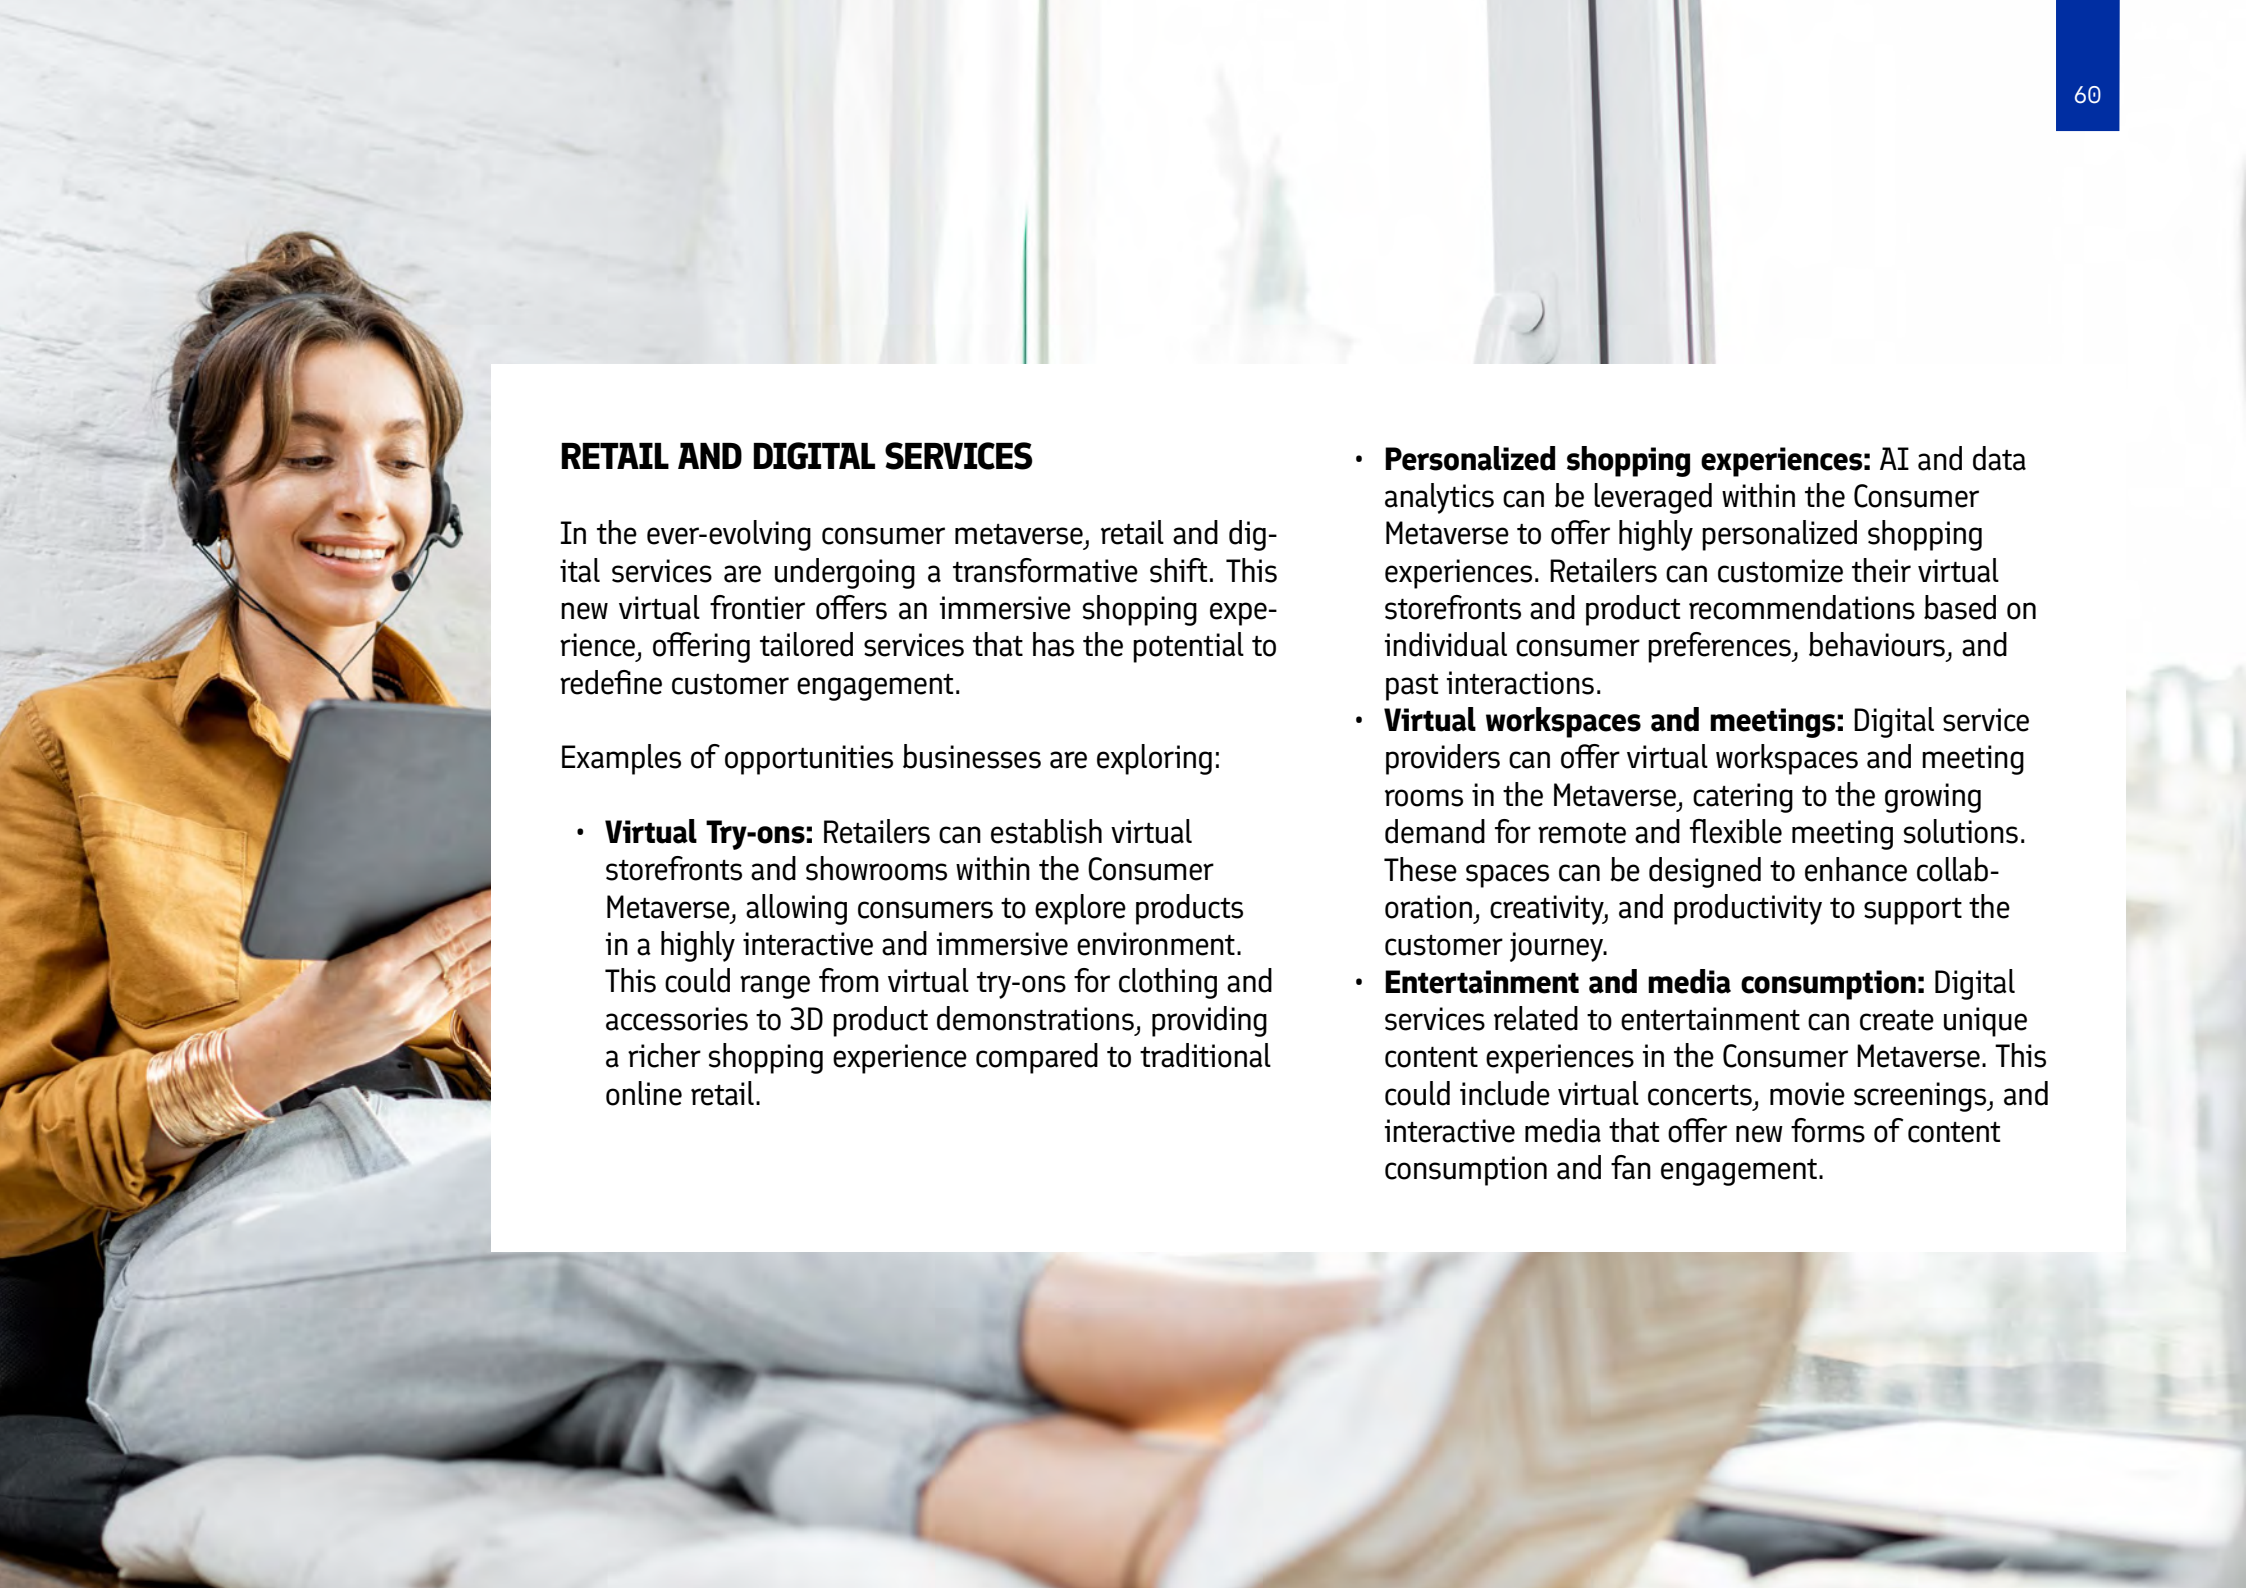 60
RETAIL AND DIGITAL SERVICES
In the ever-evolving consumer metaverse, retail and dig-
ital services are undergoing a transformative shift. This
new virtual frontier offers an immersive shopping expe-
rience, offering tailored services that has the potential to
redefine customer engagement.
Examples of opportunities businesses are exploring:
• Virtual Try-ons: Retailers can establish virtual
storefronts and showrooms within the Consumer
Metaverse, allowing consumers to explore products
in a highly interactive and immersive environment.
This could range from virtual try-ons for clothing and
accessories to 3D product demonstrations, providing
a richer shopping experience compared to traditional
online retail.
• Personalized shopping experiences: AI and data
analytics can be leveraged within the Consumer
Metaverse to offer highly personalized shopping
experiences. Retailers can customize their virtual
storefronts and product recommendations based on
individual consumer preferences, behaviours, and
past interactions.
• Virtual workspaces and meetings: Digital service
providers can offer virtual workspaces and meeting
rooms in the Metaverse, catering to the growing
demand for remote and flexible meeting solutions.
These spaces can be designed to enhance collab-
oration, creativity, and productivity to support the
customer journey.
• Entertainment and media consumption: Digital
services related to entertainment can create unique
content experiences in the Consumer Metaverse. This
could include virtual concerts, movie screenings, and
interactive media that offer new forms of content
consumption and fan engagement.